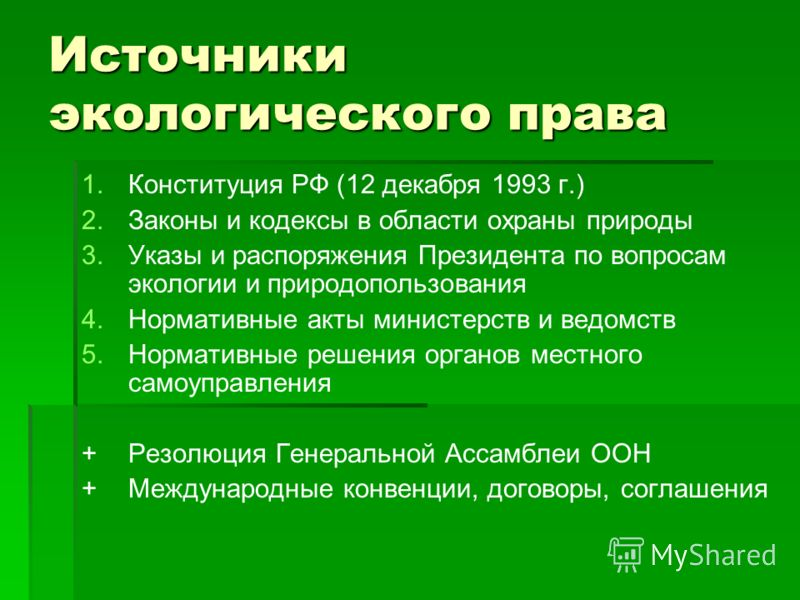 Источники
экологического права
1. Конституция РФ (12 декабря 1993 г.)
2. Законы и кодексы в области охраны природы
3. Указы и распоряжения Президента по вопросам
экологии и природопользования
4. Нормативные акты министерств и ведомств
5. Нормативные решения органов местного
самоуправления
+ Резолюция Генеральной Ассамблеи ООН
+ Международные конвенции, договоры, соглашения
MyShared